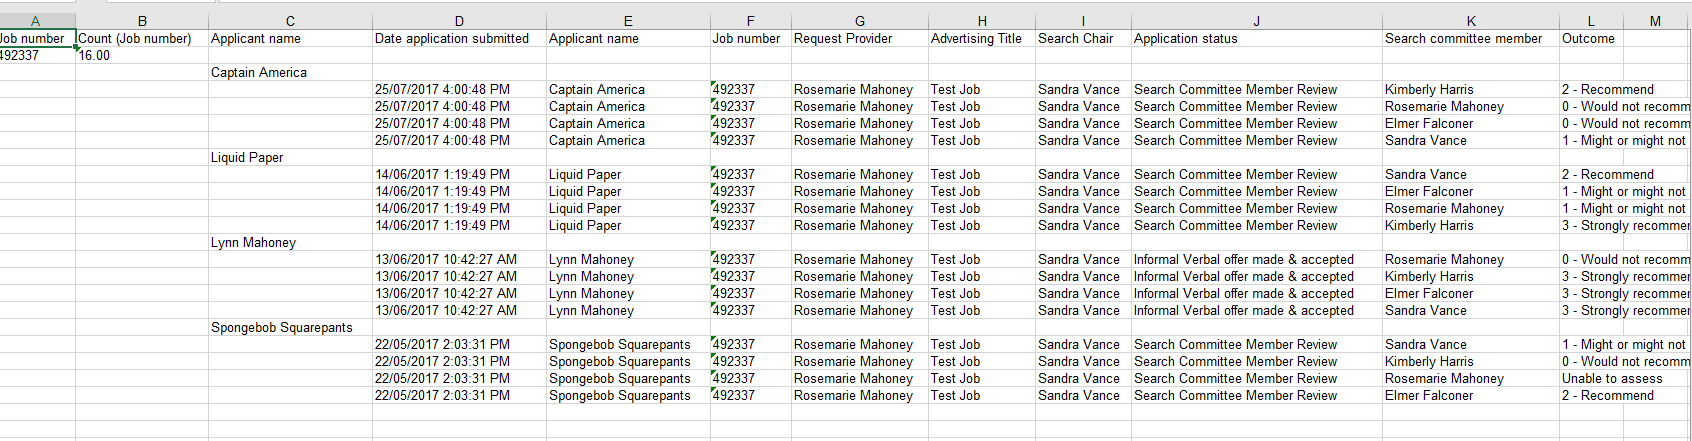 A B C D E F G H I J K L M
Job number Count (Job number) Applicant name Date application submitted Applicant name Job number Request Provider Advertising Title Search Chair Application status Search committee member Outcome
492337 16.00
Captain America
25/07/2017 4:00:48 PM Captain America 492337 Rosemarie Mahoney Test Job Sandra Vance Search Committee Member Review Kimberly Harris 2 - Recommend
25/07/2017 4:00:48 PM Captain America 492337 Rosemarie Mahoney Test Job Sandra Vance Search Committee Member Review Rosemarie Mahoney 0 - Would not recomm
25/07/2017 4:00:48 PM Captain America 492337 Rosemarie Mahoney Test Job Sandra Vance Search Committee Member Review Elmer Falconer 0 - Would not recomm
25/07/2017 4:00:48 PM Captain America 492337 Rosemarie Mahoney Test Job Sandra Vance Search Committee Member Review Sandra Vance 1 - Might or might not
Liquid Paper
14/06/2017 1:19:49 PM Liquid Paper 492337 Rosemarie Mahoney Test Job Sandra Vance Search Committee Member Review Sandra Vance 2 - Recommend
14/06/2017 1:19:49 PM Liquid Paper 492337 Rosemarie Mahoney Test Job Sandra Vance Search Committee Member Review Elmer Falconer 1 - Might or might not
14/06/2017 1:19:49 PM Liquid Paper 492337 Rosemarie Mahoney Test Job Sandra Vance Search Committee Member Review Rosemarie Mahoney 1 - Might or might not
14/06/2017 1:19:49 PM Liquid Paper 492337 Rosemarie Mahoney Test Job Sandra Vance Search Committee Member Review Kimberly Harris 3 - Strongly recommer
Lynn Mahoney
13/06/2017 10:42:27 AM Lynn Mahoney 492337 Rosemarie Mahoney Test Job Sandra Vance Informal Verbal offer made & accepted Rosemarie Mahoney 0 - Would not recomm
13/06/2017 10:42:27 AM Lynn Mahoney 492337 Rosemarie Mahoney Test Job Sandra Vance Informal Verbal offer made & accepted Kimberly Harris 3 - Strongly recommer
13/06/2017 10:42:27 AM Lynn Mahoney 492337 Rosemarie Mahoney Test Job Sandra Vance Informal Verbal offer made & accepted Elmer Falconer 3 - Strongly recommer
13/06/2017 10:42:27 AM Lynn Mahoney 492337 Rosemarie Mahoney Test Job Sandra Vance Informal Verbal offer made & accepted Sandra Vance 3 - Strongly recommer
Spongebob Squarepants
22/05/2017 2:03:31 PM Spongebob Squarepants 492337 Rosemarie Mahoney Test Job Sandra Vance Search Committee Member Review Sandra Vance 1 - Might or might not
22/05/2017 2:03:31 PM Spongebob Squarepants 492337 Rosemarie Mahoney Test Job Sandra Vance Search Committee Member Review Kimberly Harris 0 - Would not recomm
22/05/2017 2:03:31 PM Spongebob Squarepants 492337 Rosemarie Mahoney Test Job Sandra Vance Search Committee Member Review Rosemarie Mahoney Unable to assess
22/05/2017 2:03:31 PM Spongebob Squarepants 492337 Rosemarie Mahoney Test Job Sandra Vance Search Committee Member Review Elmer Falconer 2 - Recommend